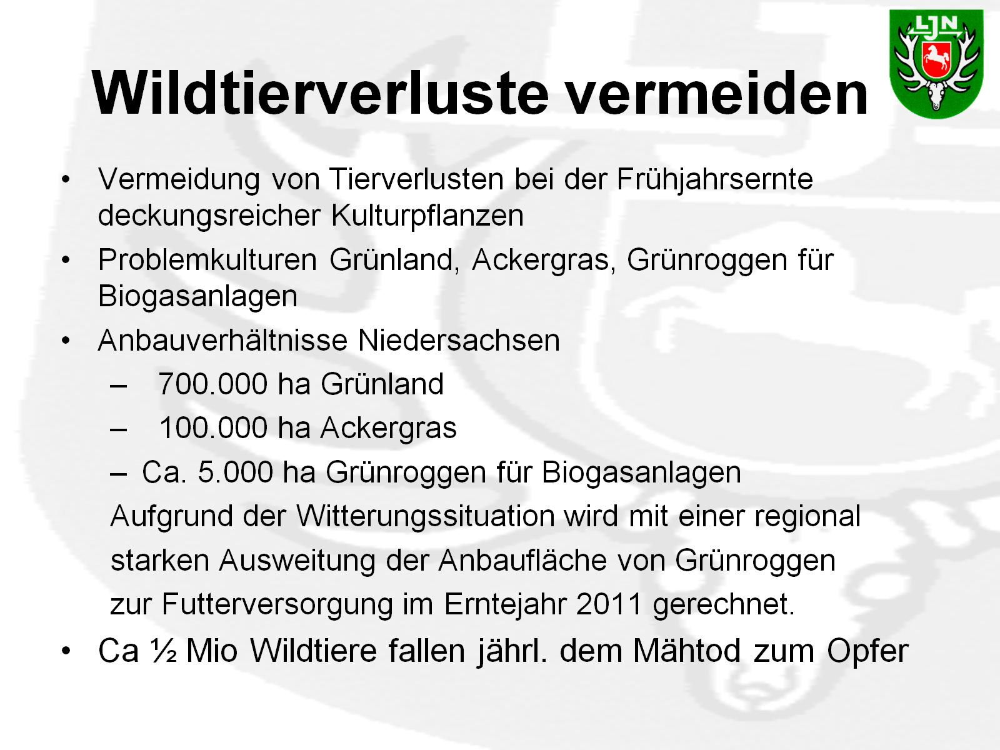 LJN
Wildtierverluste vermeiden
• Vermeidung von Tierverlusten bei der Frühjahrsernte
deckungsreicher Kulturpflanzen
• Problemkulturen Grünland, Ackergras, Grünroggen für
Biogasanlagen
• Anbauverhältnisse Niedersachsen
– 700.000 ha Grünland
– 100.000 ha Ackergras
– Ca. 5.000 ha Grünroggen für Biogasanlagen
Aufgrund der Witterungssituation wird mit einer regional
starken Ausweitung der Anbaufläche von Grünroggen
zur Futterversorgung im Erntejahr 2011 gerechnet.
• Ca ½ Mio Wildtiere fallen jährl. dem Mähtod zum Opfer